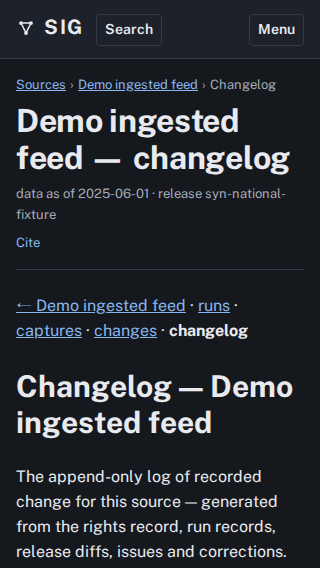 SIG
Search
Menu
Sources › Demo ingested feed › Changelog
Demo ingested
feed — changelog
data as of 2025-06-01 · release syn-national-
fixture
Cite
← Demo ingested feed · runs ·
captures · changes · changelog
Changelog — Demo
ingested feed
The append-only log of recorded
change for this source — generated
from the rights record, run records,
release diffs, issues and corrections.